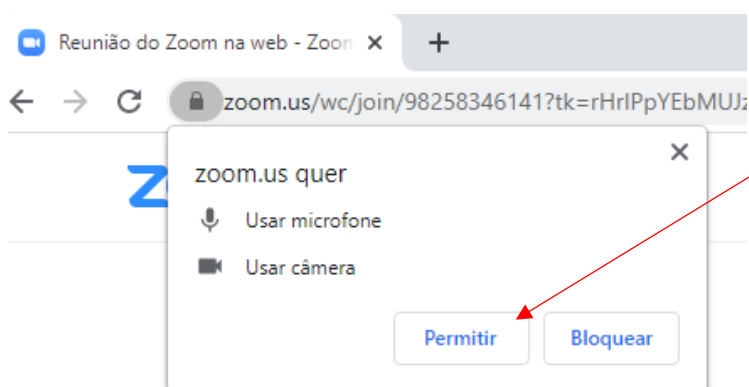 Reunião do Zoom na web - Zoom
zoom.us/wc/join/98258346141?tk=rHrIPpYEbMUJz
zoom.us quer
Usar microfone
Usar câmera
Permitir
Bloquear